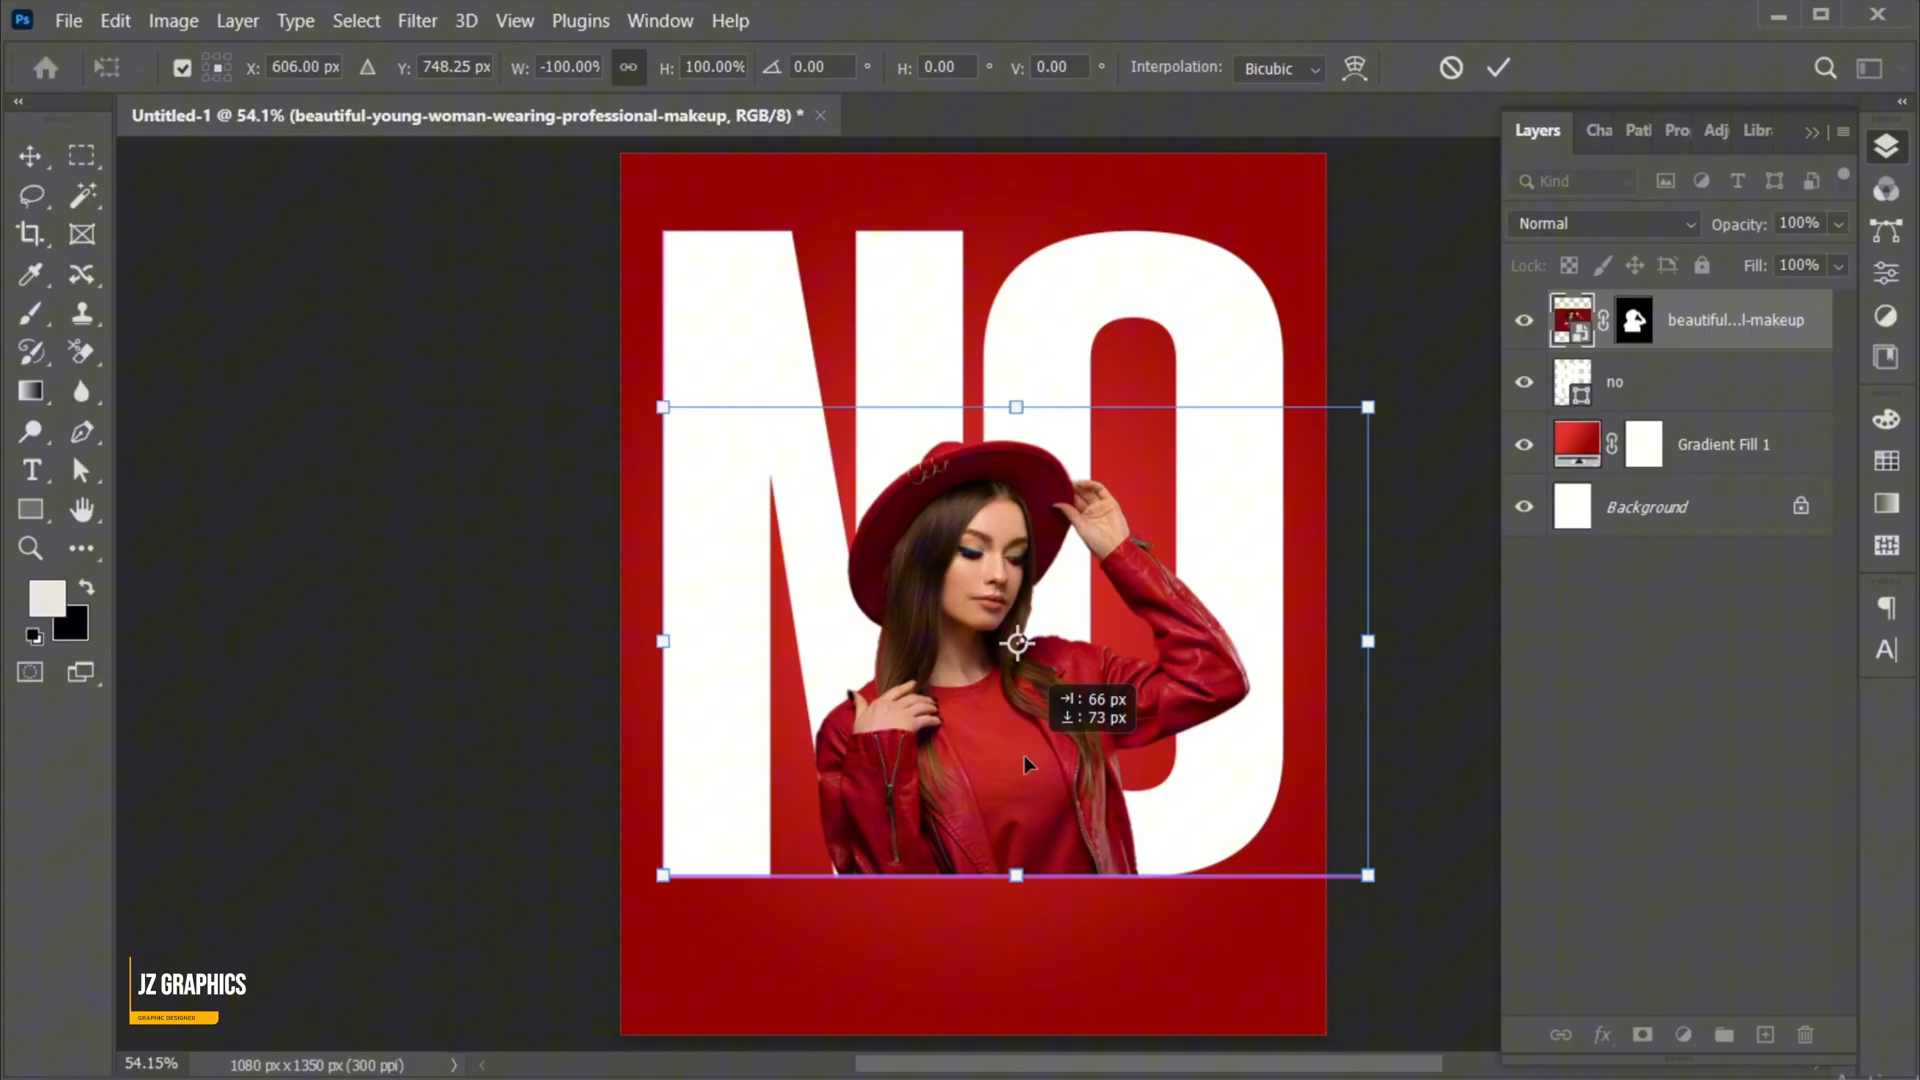 Ps File Edit Image Layer Type Select Filter 3D View Plugins Window Help
X: 606.00 px Y: 748.25 px W: -100.00% H: 100.00% 0.00 ° H: 0.00 ° V: 0.00 ° Interpolation: Bicubic
Untitled-1 @ 54.1% (beautiful-young-woman-wearing-professional-makeup, RGB/8) *
Layers Cha Path Pro Adj Libr
Kind
Normal Opacity: 100%
Lock: Fill: 100%
beautiful...l-makeup
no
Gradient Fill 1
Background
NO
: 66 px
: 73 px
JZ GRAPHICS
GRAPHIC DESIGNER
54.15% 1080 px x 1350 px (300 ppi)